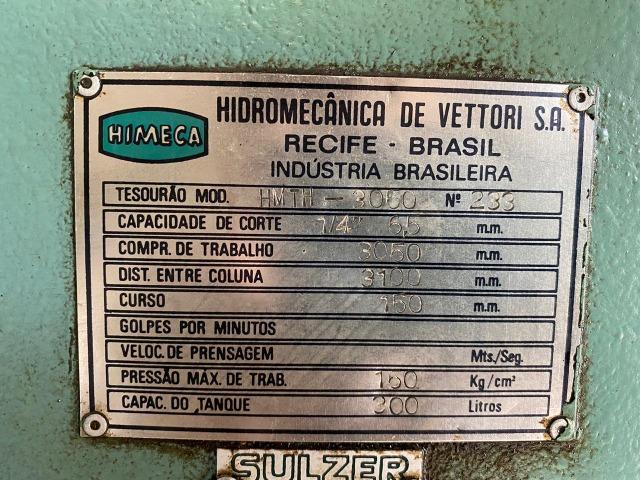 HIMECA
HIDROMECÂNICA DE VETTORI S.A.
RECIFE - BRASIL
INDÚSTRIA BRASILEIRA
TESOURÃO MOD. HMTH - 3050 Nº 233
CAPACIDADE DE CORTE 1/4" 6,5 m.m.
COMPR. DE TRABALHO 3050 m.m.
DIST. ENTRE COLUNA 3100 m.m.
CURSO 150 m.m.
GOLPES POR MINUTOS
VELOC. DE PRENSAGEM Mts./Seg.
PRESSÃO MÁX. DE TRAB. 160 Kg/cm²
CAPAC. DO TANQUE 300 Litros
SULZER